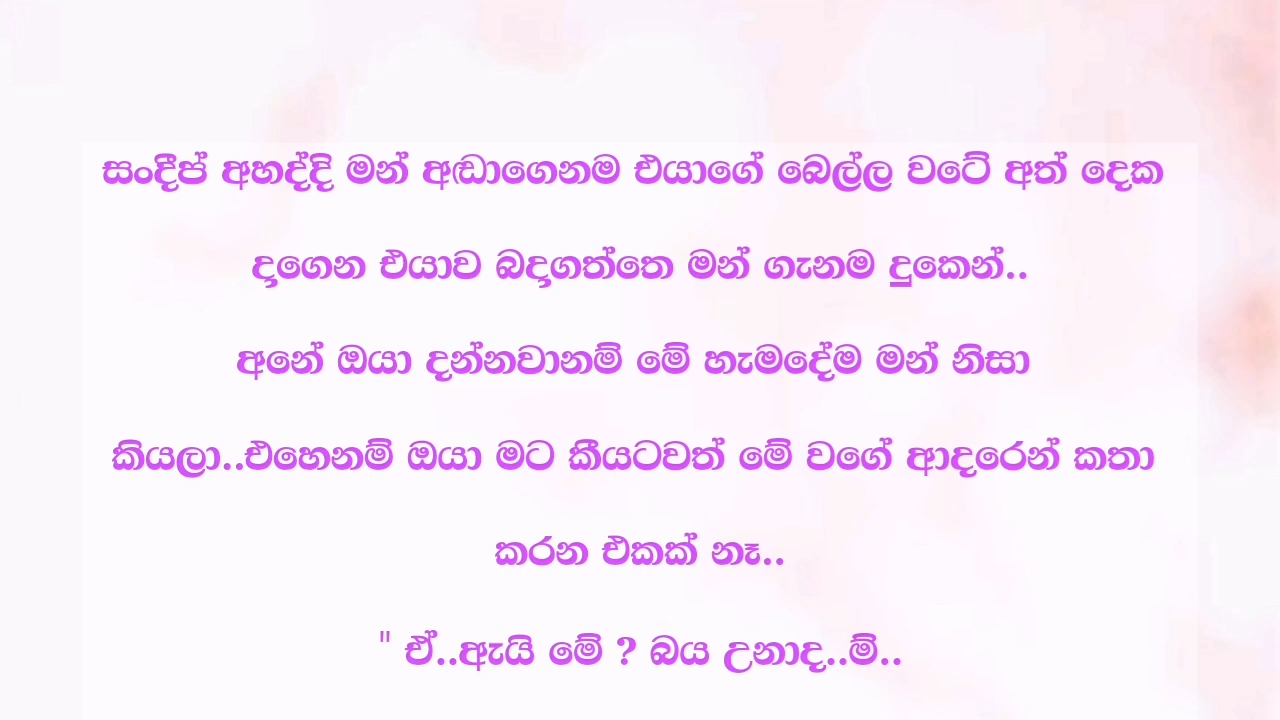 සංදීප් අහද්දි මන් අඬාගෙනම එයාගේ බෙල්ල වටේ අත් දෙක
දාගෙන එයාව බදාගත්තෙ මන් ගැනම දුකෙන්..
අනේ ඔයා දන්නවානම් මේ හැමදේම මන් නිසා
කියලා..එහෙනම් ඔයා මට කීයටවත් මේ වගේ ආදරෙන් කතා
කරන එකක් නෑ..
" ඒ..ඇයි මේ ? බය උනාද..ම්..